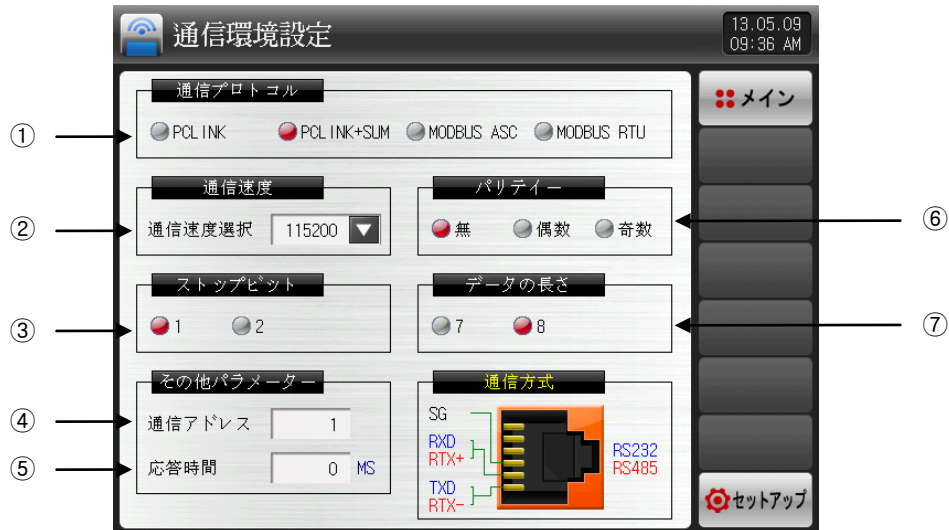 通信環境設定
13.05.09
09:36 AM
通信プロトコル
メイン
①
PCLINK PCLINK+SUM MODBUS ASC MODBUS RTU
通信速度
パリテイー
②
通信速度選択 115200
無 偶数 奇数
⑥
ストップビット
データの長さ
③
1 2
7 8
⑦
その他パラメーター
通信方式
④
通信アドレス 1
⑤
応答時間 0 MS
SG
RXD
RTX+
TXD
RTX-
RS232
RS485
セットアップ